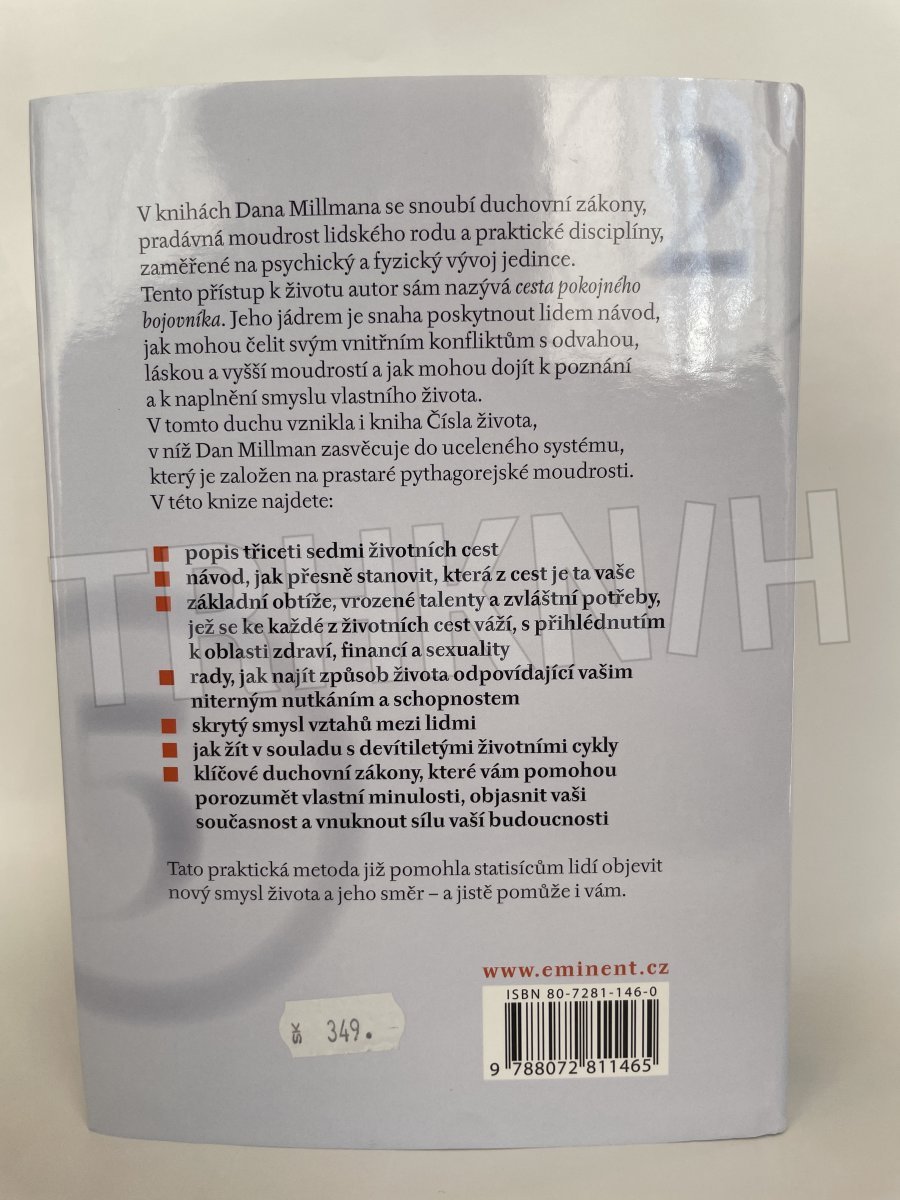 2
V knihách Dana Millmana se snoubí duchovní zákony,
pradávná moudrost lidského rodu a praktické disciplíny,
zaměřené na psychický a fyzický vývoj jedince.
Tento přístup k životu autor sám nazývá cesta pokojného
bojovníka. Jeho jádrem je snaha poskytnout lidem návod,
jak mohou čelit svým vnitřním konfliktům s odvahou,
láskou a vyšší moudrostí a jak mohou dojít k poznání
a k naplnění smyslu vlastního života.
V tomto duchu vznikla i kniha Čísla života,
v níž Dan Millman zasvěcuje do uceleného systému,
který je založen na prastaré pythagorejské moudrosti.
V této knize najdete:
popis třiceti sedmi životních cest
návod, jak přesně stanovit, která z cest je ta vaše
základní obtíže, vrozené talenty a zvláštní potřeby,
jež se ke každé z životních cest váží, s přihlédnutím
k oblasti zdraví, financí a sexuality
rady, jak najít způsob života odpovídající vašim
niterným nutkáním a schopnostem
skrytý smysl vztahů mezi lidmi
jak žít v souladu s devítiletými životními cykly
klíčové duchovní zákony, které vám pomohou
porozumět vlastní minulosti, objasnit vaši
současnost a vnuknout sílu vaší budoucnosti
TRHKNIH
5
Tato praktická metoda již pomohla statisícům lidí objevit
nový smysl života a jeho směr – a jistě pomůže i vám.
www.eminent.cz
ISBN 80-7281-146-0
9 788072 811465
SK 349.